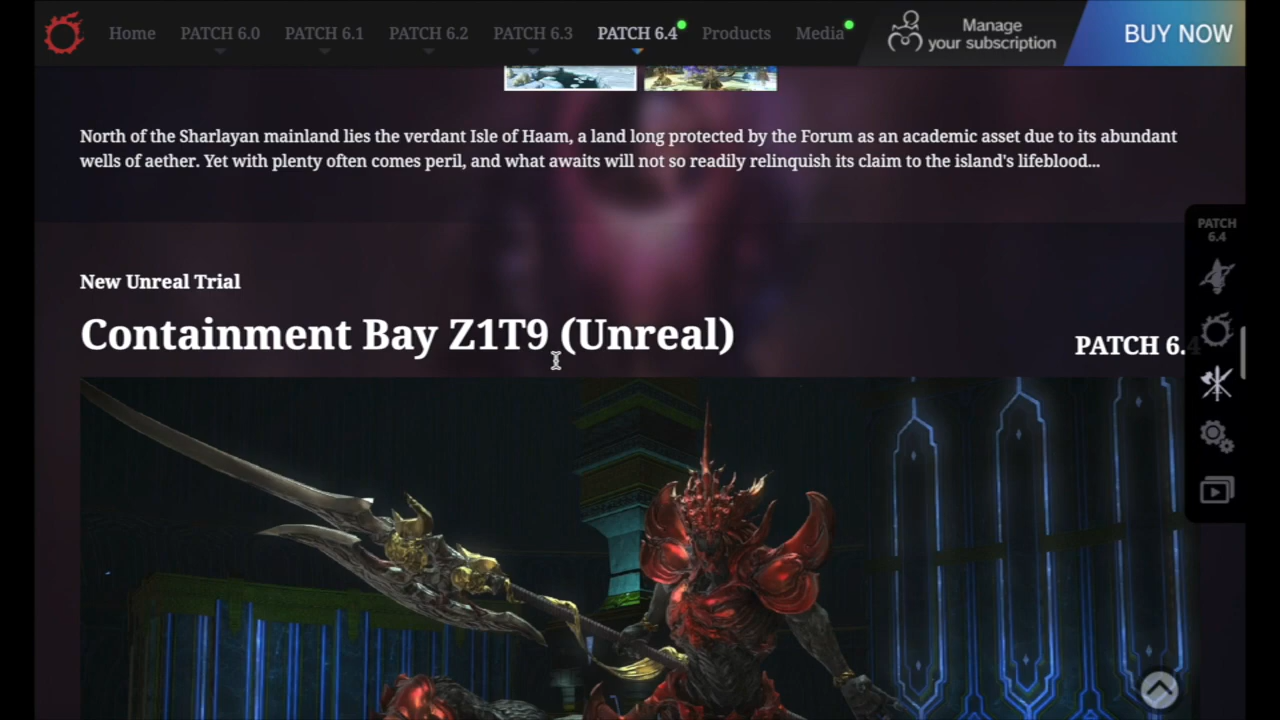 Home PATCH 6.0 PATCH 6.1 PATCH 6.2 PATCH 6.3 PATCH 6.4 Products Media Manage your subscription BUY NOW
North of the Sharlayan mainland lies the verdant Isle of Haam, a land long protected by the Forum as an academic asset due to its abundant
wells of aether. Yet with plenty often comes peril, and what awaits will not so readily relinquish its claim to the island's lifeblood...
PATCH
6.4
New Unreal Trial
Containment Bay Z1T9 (Unreal)
PATCH 6.4